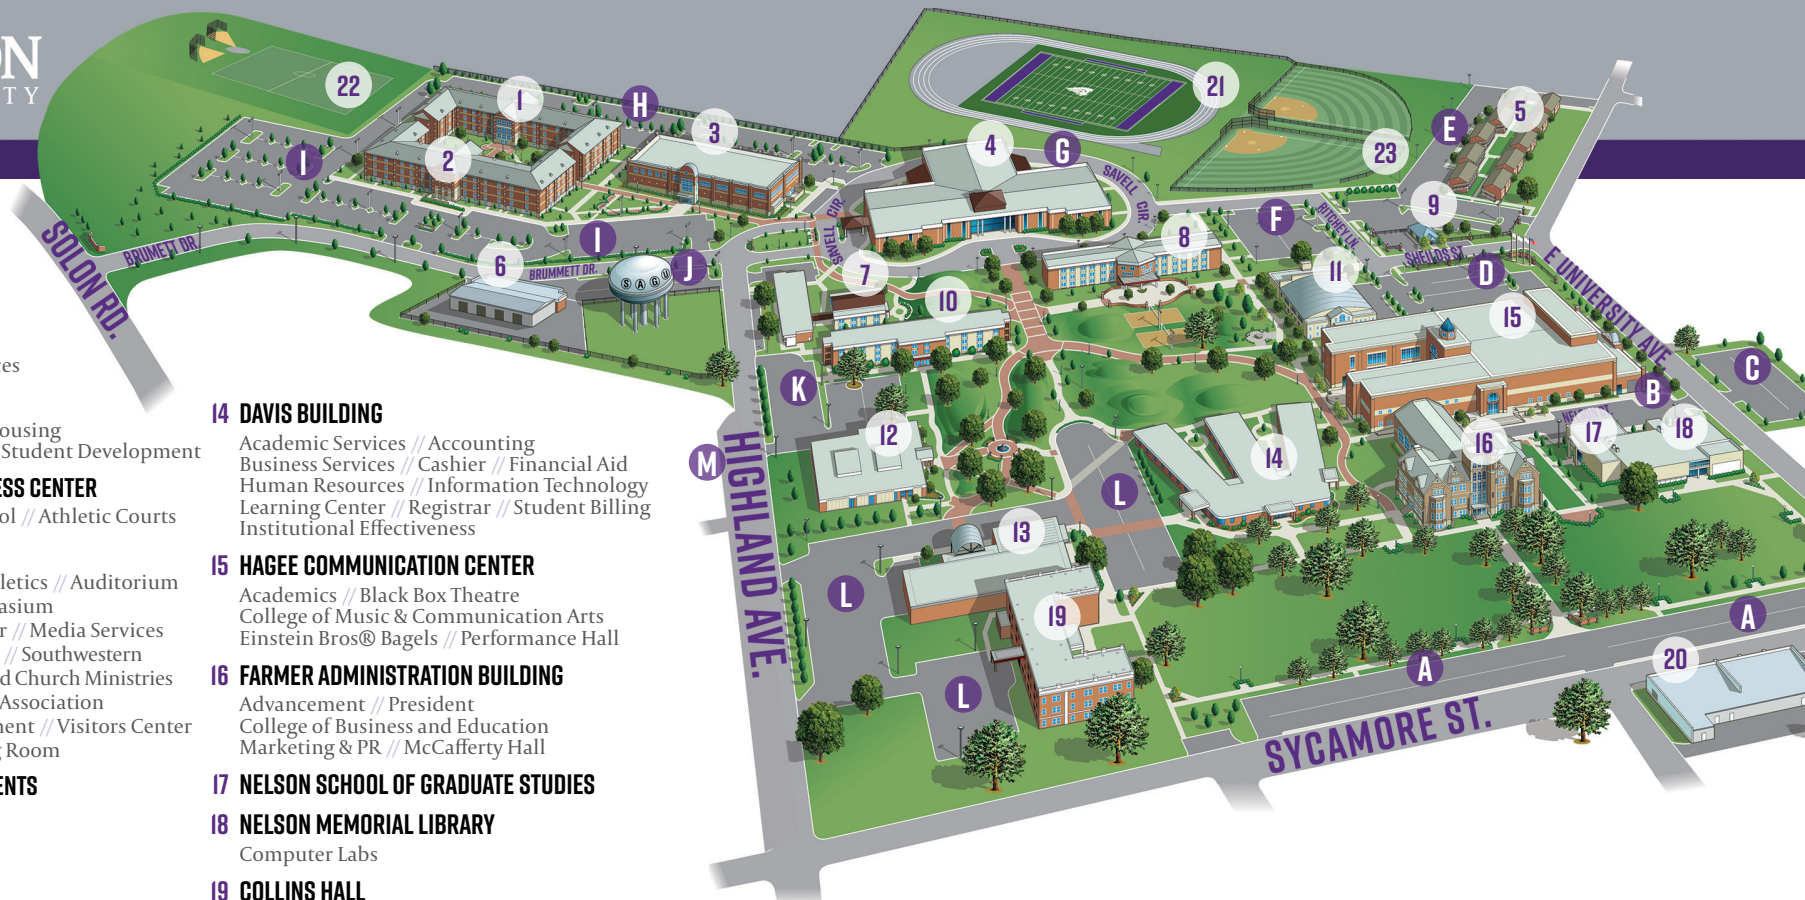 ON
TY
22
1
H
3
21
4
G
E
5
23
2
I
SAVELL CIR.
9
F
RITCHEY LN.
SOLON RD.
BRUMETT DR.
I
SAVELL CIR.
8
SHEILDS ST.
E UNIVERSITY AVE
6
BRUMMETT DR.
SAGU
J
7
10
11
D
15
C
K
B
12
M
HIGHLAND AVE.
14
16
17
18
L
13
L
19
L
A
A
20
SYCAMORE ST.
ousing
Student Development
ESS CENTER
ol // Athletic Courts
letics // Auditorium
asium
r // Media Services
// Southwestern
d Church Ministries
Association
ment // Visitors Center
g Room
ENTS
14 DAVIS BUILDING
Academic Services // Accounting
Business Services // Cashier // Financial Aid
Human Resources // Information Technology
Learning Center // Registrar // Student Billing
Institutional Effectiveness
15 HAGEE COMMUNICATION CENTER
Academics // Black Box Theatre
College of Music & Communication Arts
Einstein Bros® Bagels // Performance Hall
16 FARMER ADMINISTRATION BUILDING
Advancement // President
College of Business and Education
Marketing & PR // McCafferty Hall
17 NELSON SCHOOL OF GRADUATE STUDIES
18 NELSON MEMORIAL LIBRARY
Computer Labs
19 COLLINS HALL